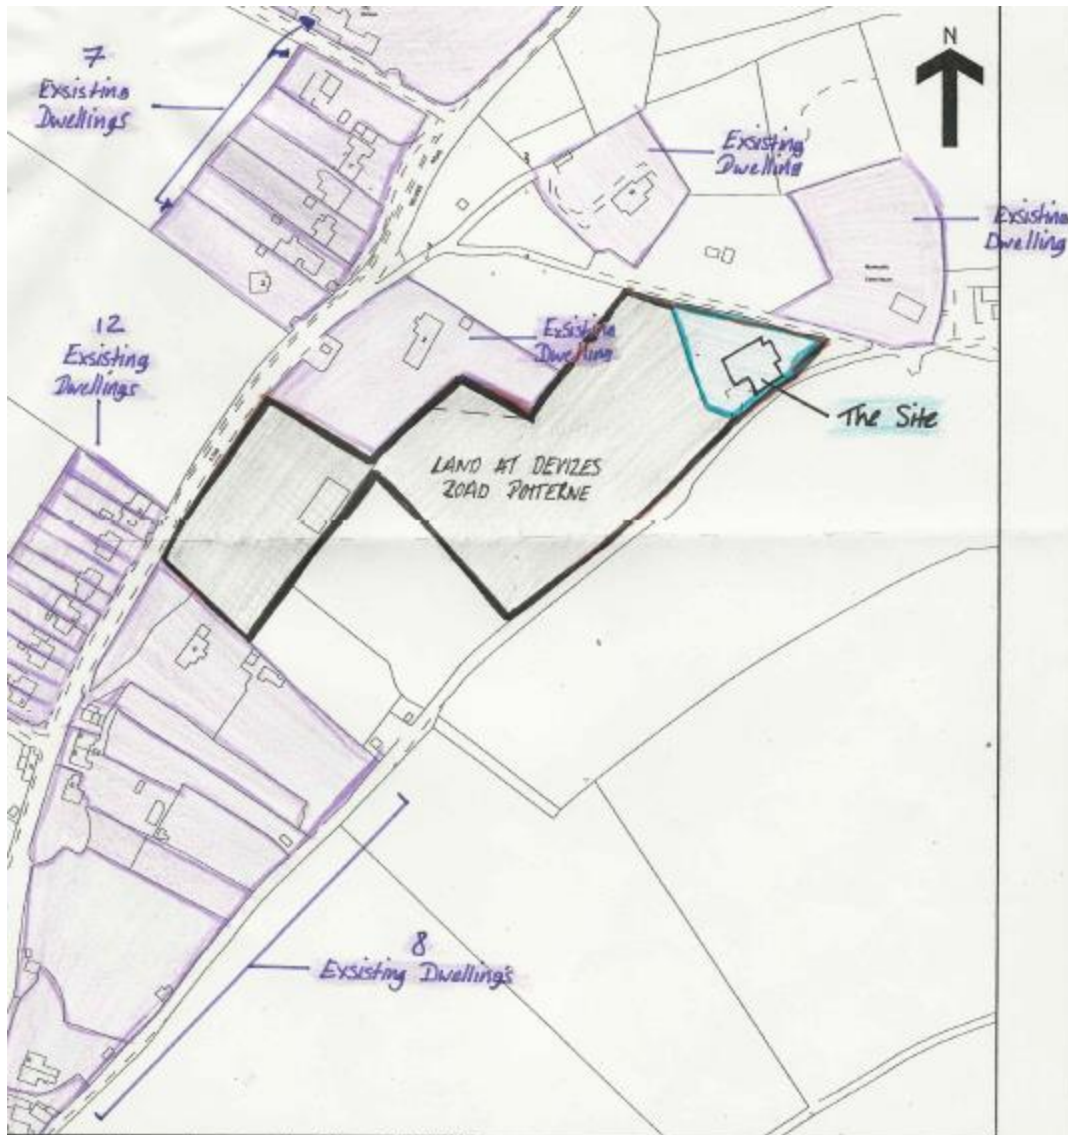 N
7
Exsisting
Dwellings
Exsisting
Dwelling
Exsisting
Dwelling
Exsisting
Dwelling
12
Exsisting
Dwellings
The Site
LAND AT DEVIZES
ROAD POTTERNE
8
Exsisting Dwellings